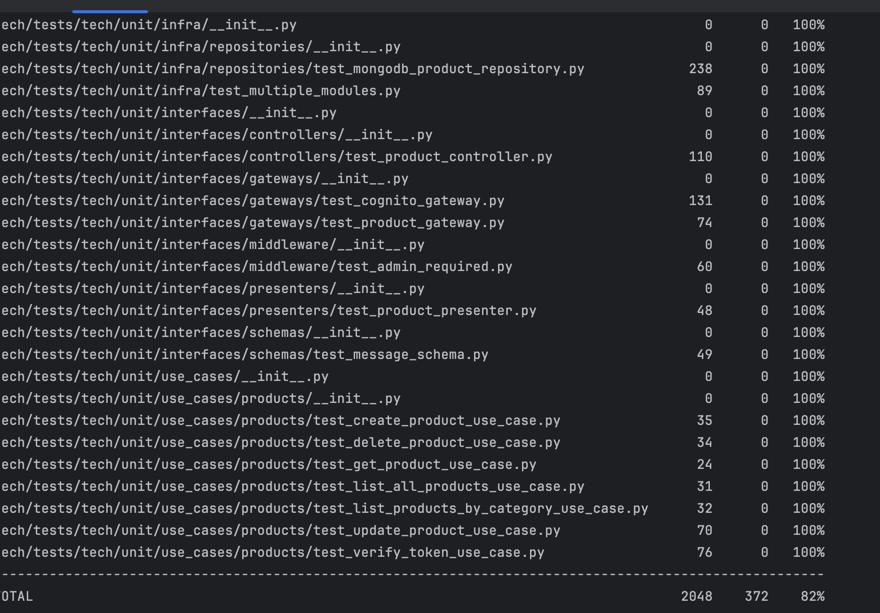 ech/tests/tech/unit/infra/__init__.py 0 0 100%
ech/tests/tech/unit/infra/repositories/__init__.py 0 0 100%
ech/tests/tech/unit/infra/repositories/test_mongodb_product_repository.py 238 0 100%
ech/tests/tech/unit/infra/test_multiple_modules.py 89 0 100%
ech/tests/tech/unit/interfaces/__init__.py 0 0 100%
ech/tests/tech/unit/interfaces/controllers/__init__.py 0 0 100%
ech/tests/tech/unit/interfaces/controllers/test_product_controller.py 110 0 100%
ech/tests/tech/unit/interfaces/gateways/__init__.py 0 0 100%
ech/tests/tech/unit/interfaces/gateways/test_cognito_gateway.py 131 0 100%
ech/tests/tech/unit/interfaces/gateways/test_product_gateway.py 74 0 100%
ech/tests/tech/unit/interfaces/middleware/__init__.py 0 0 100%
ech/tests/tech/unit/interfaces/middleware/test_admin_required.py 60 0 100%
ech/tests/tech/unit/interfaces/presenters/__init__.py 0 0 100%
ech/tests/tech/unit/interfaces/presenters/test_product_presenter.py 48 0 100%
ech/tests/tech/unit/interfaces/schemas/__init__.py 0 0 100%
ech/tests/tech/unit/interfaces/schemas/test_message_schema.py 49 0 100%
ech/tests/tech/unit/use_cases/__init__.py 0 0 100%
ech/tests/tech/unit/use_cases/products/__init__.py 0 0 100%
ech/tests/tech/unit/use_cases/products/test_create_product_use_case.py 35 0 100%
ech/tests/tech/unit/use_cases/products/test_delete_product_use_case.py 34 0 100%
ech/tests/tech/unit/use_cases/products/test_get_product_use_case.py 24 0 100%
ech/tests/tech/unit/use_cases/products/test_list_all_products_use_case.py 31 0 100%
ech/tests/tech/unit/use_cases/products/test_list_products_by_category_use_case.py 32 0 100%
ech/tests/tech/unit/use_cases/products/test_update_product_use_case.py 70 0 100%
ech/tests/tech/unit/use_cases/products/test_verify_token_use_case.py 76 0 100%
-------------------------------------------------------------------------------------------------------
OTAL 2048 372 82%